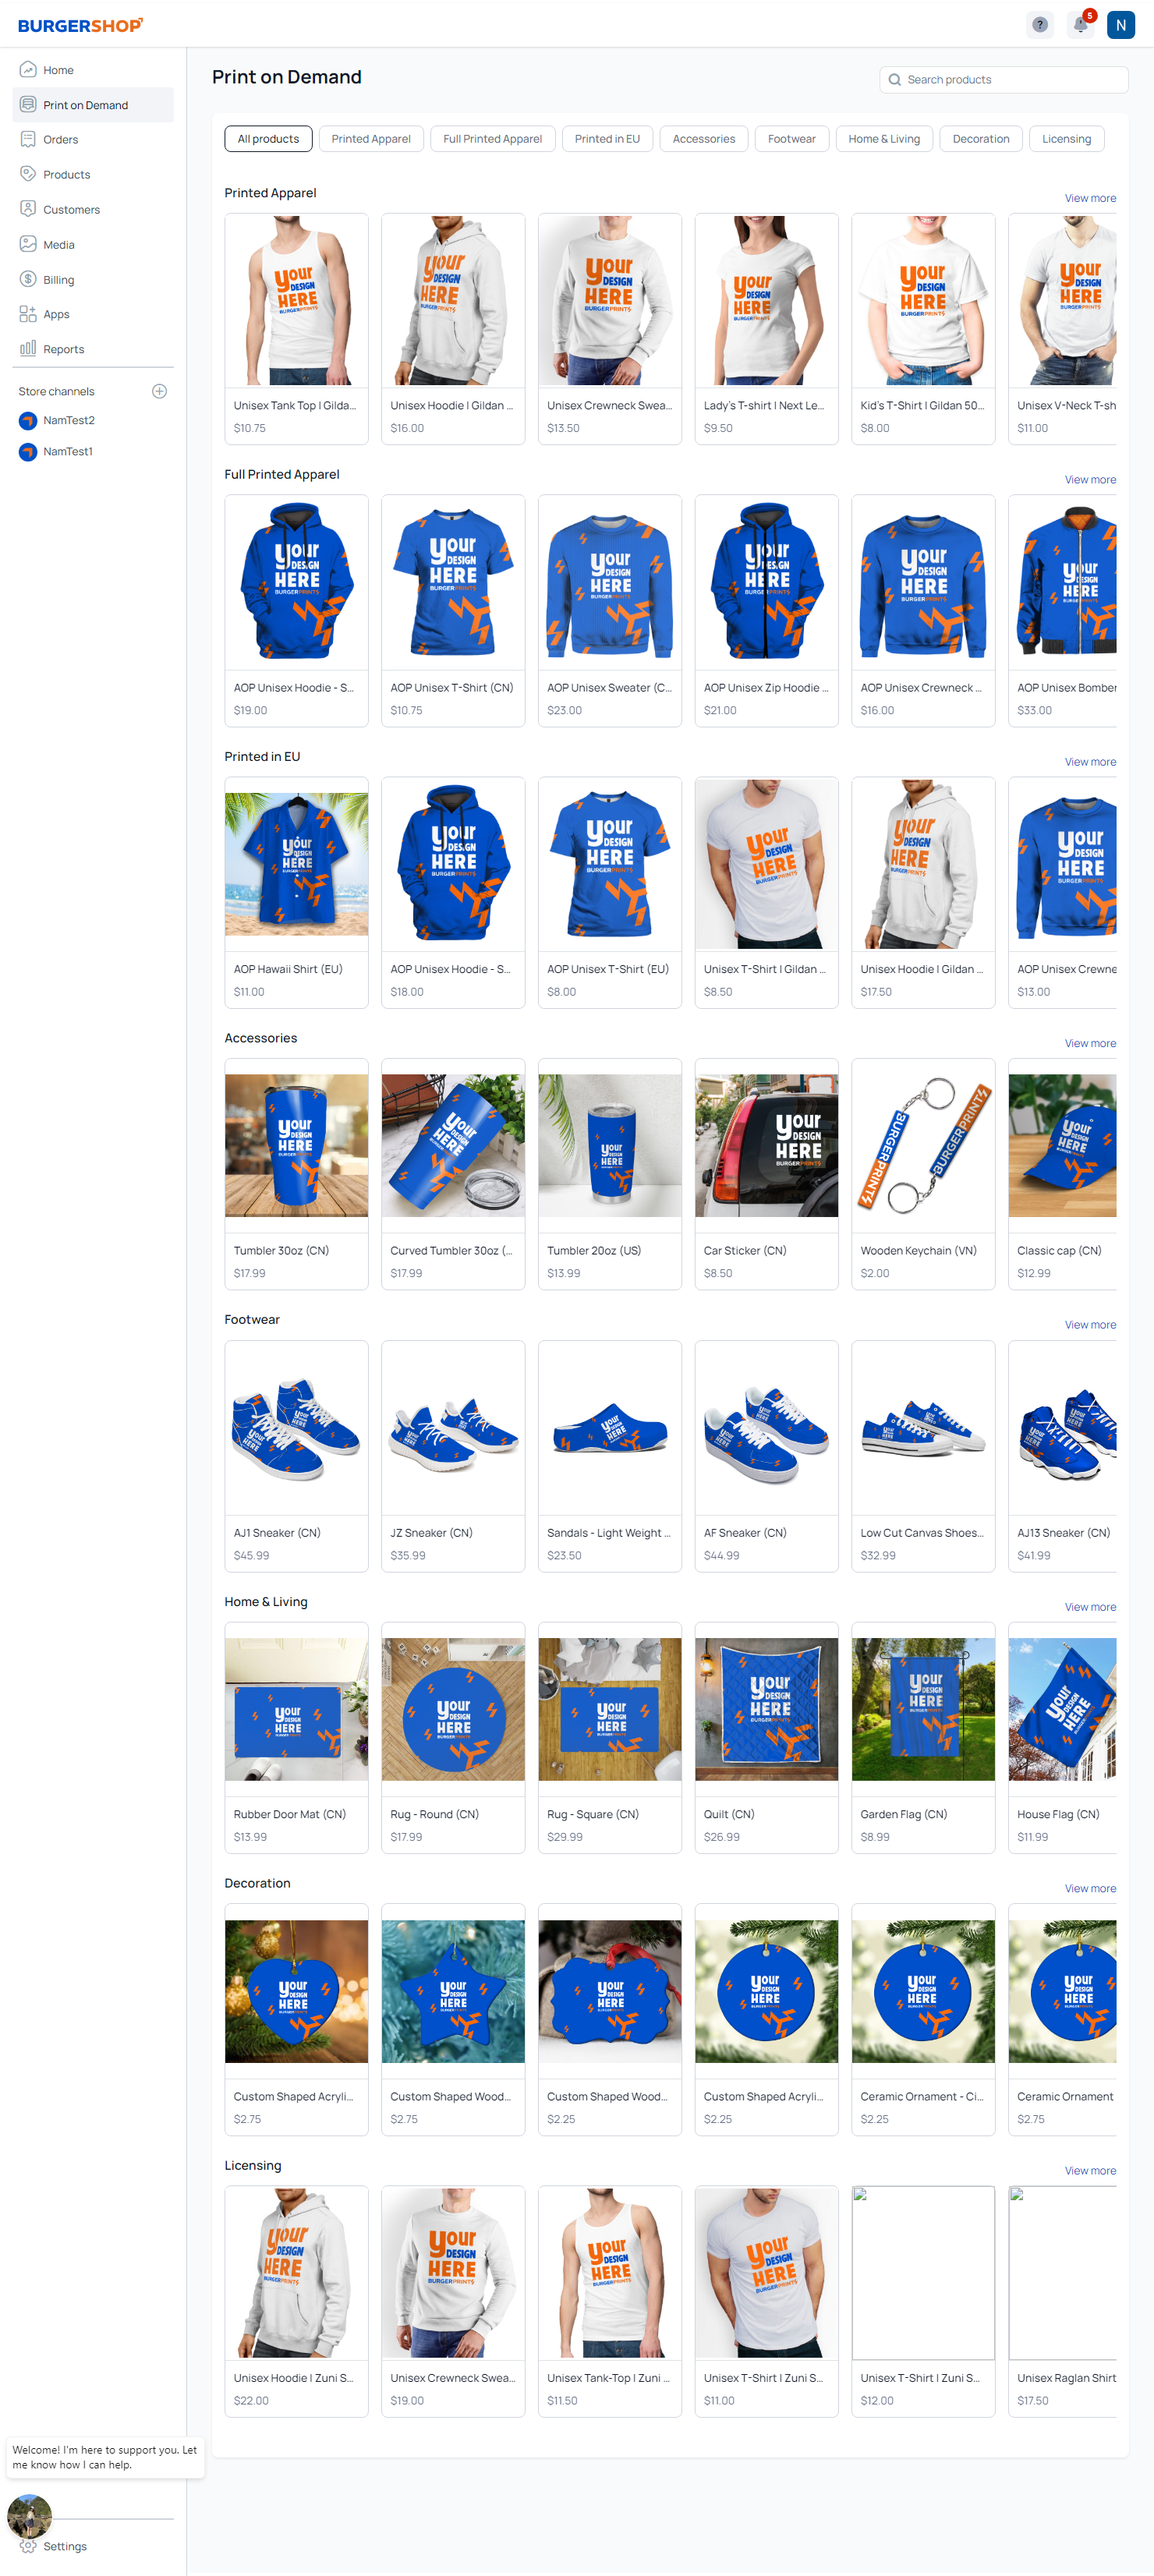 BURGERSHOP
?
5
N
Home
Print on Demand
Orders
Products
Customers
Media
Billing
Apps
Reports
Store channels
NamTest2
NamTest1
Print on Demand
Search products
All products
Printed Apparel
Full Printed Apparel
Printed in EU
Accessories
Footwear
Home & Living
Decoration
Licensing
Printed Apparel
View more
Unisex Tank Top | Gilda...
$10.75
Unisex Hoodie | Gildan ...
$16.00
Unisex Crewneck Swea...
$13.50
Lady's T-shirt | Next Le...
$9.50
Kid's T-Shirt | Gildan 50...
$8.00
Unisex V-Neck T-sh
$11.00
Full Printed Apparel
View more
AOP Unisex Hoodie - S...
$19.00
AOP Unisex T-Shirt (CN)
$10.75
AOP Unisex Sweater (C...
$23.00
AOP Unisex Zip Hoodie ...
$21.00
AOP Unisex Crewneck ...
$16.00
AOP Unisex Bomber
$33.00
Printed in EU
View more
AOP Hawaii Shirt (EU)
$11.00
AOP Unisex Hoodie - S...
$18.00
AOP Unisex T-Shirt (EU)
$8.00
Unisex T-Shirt | Gildan ...
$8.50
Unisex Hoodie | Gildan ...
$17.50
AOP Unisex Crewne
$13.00
Accessories
View more
Tumbler 30oz (CN)
$17.99
Curved Tumbler 30oz (...
$17.99
Tumbler 20oz (US)
$13.99
Car Sticker (CN)
$8.50
Wooden Keychain (VN)
$2.00
Classic cap (CN)
$12.99
Footwear
View more
AJ1 Sneaker (CN)
$45.99
JZ Sneaker (CN)
$35.99
Sandals - Light Weight ...
$23.50
AF Sneaker (CN)
$44.99
Low Cut Canvas Shoes...
$32.99
AJ13 Sneaker (CN)
$41.99
Home & Living
View more
Rubber Door Mat (CN)
$13.99
Rug - Round (CN)
$17.99
Rug - Square (CN)
$29.99
Quilt (CN)
$26.99
Garden Flag (CN)
$8.99
House Flag (CN)
$11.99
Decoration
View more
Custom Shaped Acryli...
$2.75
Custom Shaped Wood...
$2.75
Custom Shaped Wood...
$2.25
Custom Shaped Acryli...
$2.25
Ceramic Ornament - Ci...
$2.25
Ceramic Ornament
$2.75
Licensing
View more
Unisex Hoodie | Zuni S...
$22.00
Unisex Crewneck Swea...
$19.00
Unisex Tank-Top | Zuni ...
$11.50
Unisex T-Shirt | Zuni S...
$11.00
Unisex T-Shirt | Zuni S...
$12.00
Unisex Raglan Shirt
$17.50
Welcome! I'm here to support you. Let
me know how I can help.
Settings